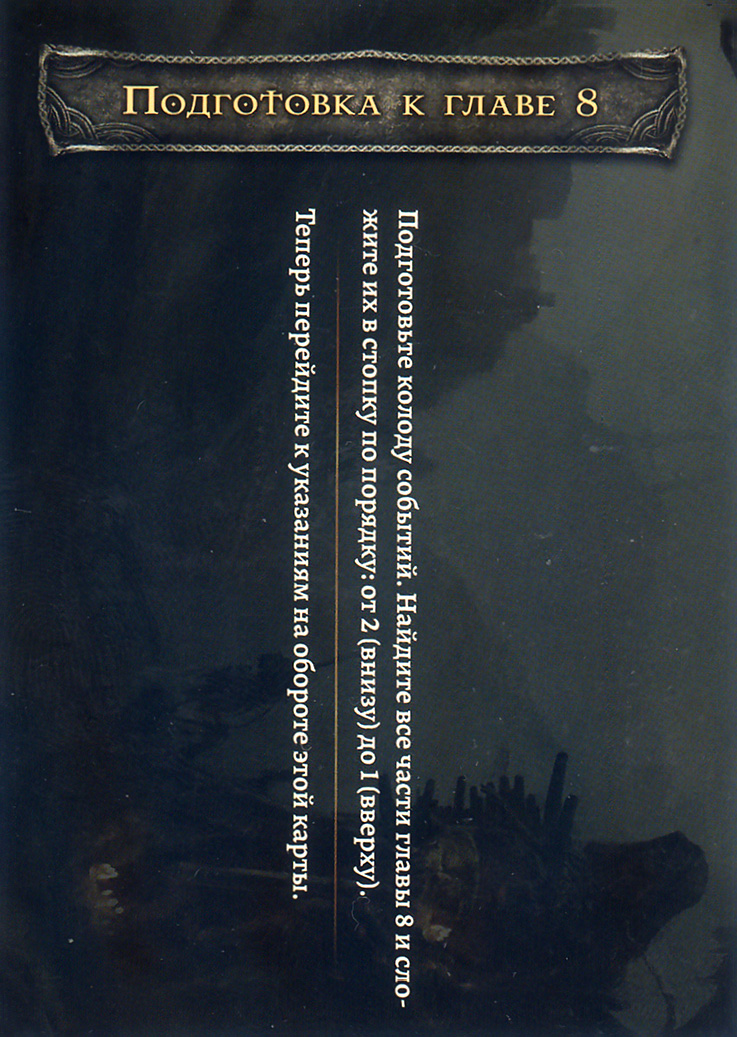 Подготовка к главе 8
Подготовьте колоду событий. Найдите все части главы 8 и сло-
жите их в стопку по порядку: от 2 (внизу) до 1 (вверху).
Теперь перейдите к указаниям на обороте этой карты.